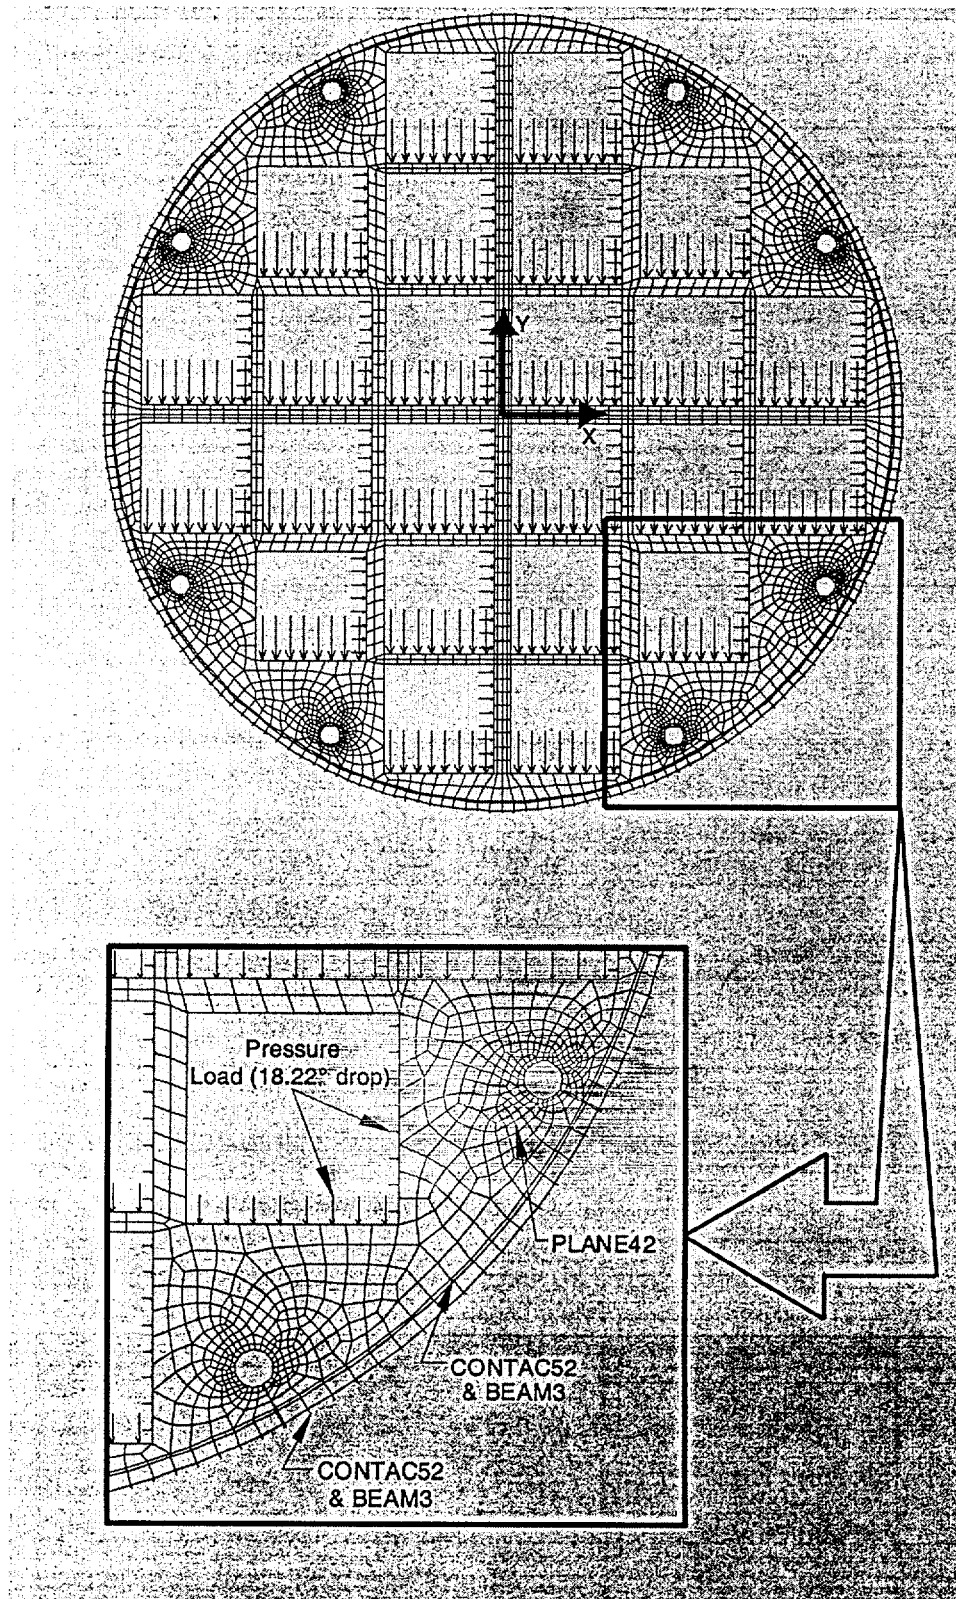 Y
X
Pressure
Load (18.22° drop)
PLANE42
CONTAC52
& BEAM3
CONTAC52
& BEAM3